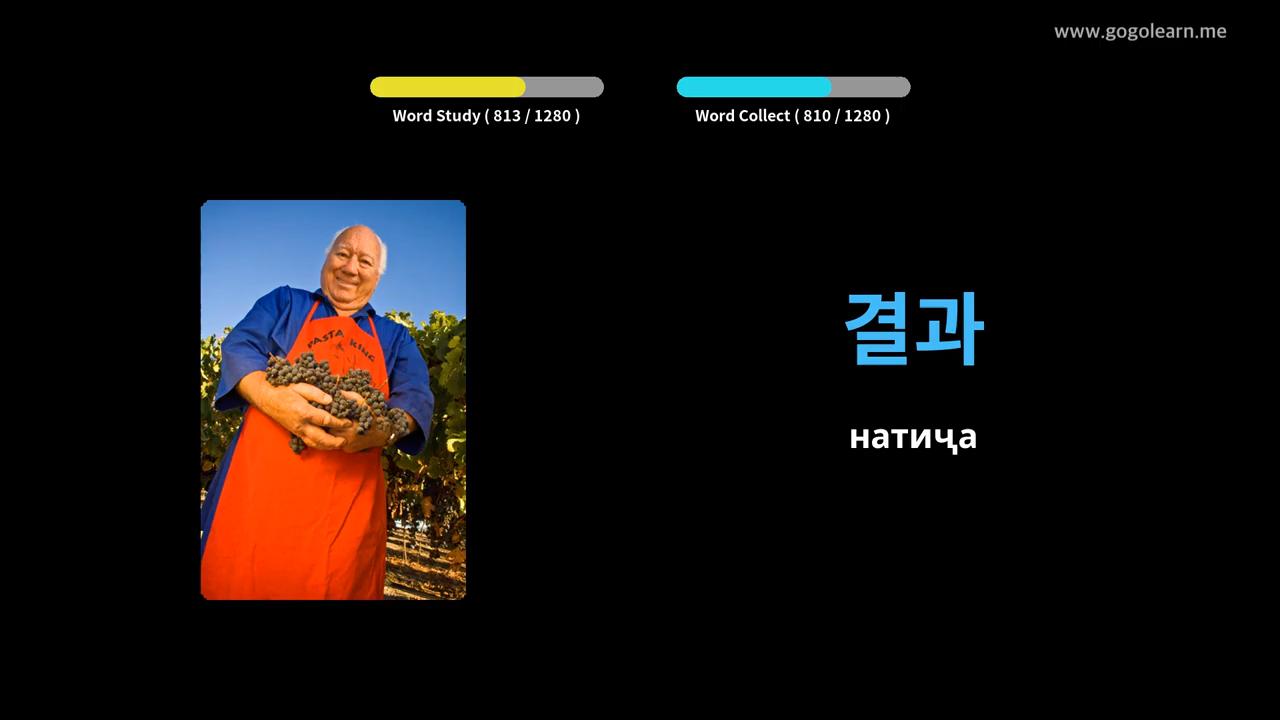 www.gogolearn.me
Word Study ( 813 / 1280 )
Word Collect ( 810 / 1280 )
PASTA KING
결과
натиҷа